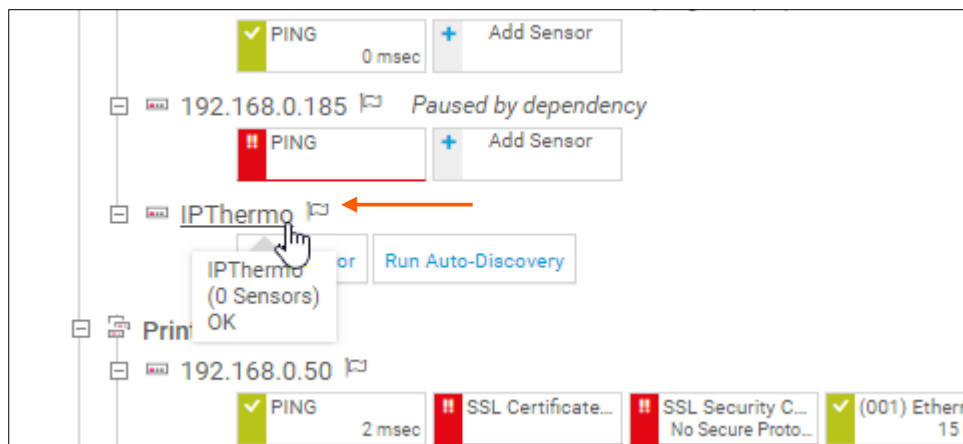 PING
0 msec
Add Sensor
192.168.0.185
Paused by dependency
PING
Add Sensor
IPThermo
or
Run Auto-Discovery
IPThermo
(0 Sensors)
OK
Prin
192.168.0.50
PING
2 msec
SSL Certificate...
SSL Security C...
No Secure Proto...
(001) Ethern
15